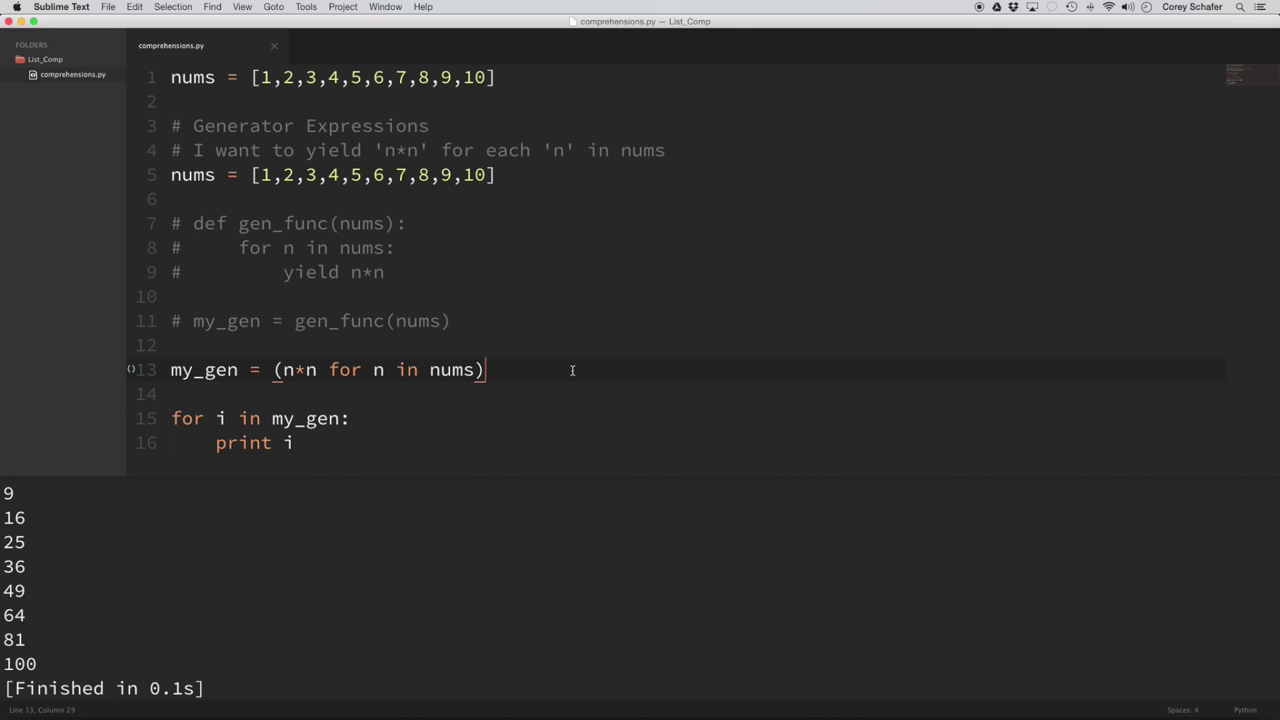 Sublime Text File Edit Selection Find View Goto Tools Project Window Help Corey Schafer
comprehensions.py — List_Comp
FOLDERS
List_Comp
comprehensions.py
comprehensions.py ×
1 nums = [1,2,3,4,5,6,7,8,9,10]
2
3 # Generator Expressions
4 # I want to yield 'n*n' for each 'n' in nums
5 nums = [1,2,3,4,5,6,7,8,9,10]
6
7 # def gen_func(nums):
8 #     for n in nums:
9 #         yield n*n
10
11 # my_gen = gen_func(nums)
12
()13 my_gen = (n*n for n in nums)
14
15 for i in my_gen:
16     print i
9
16
25
36
49
64
81
100
[Finished in 0.1s]
Line 13, Column 29 Spaces: 4 Python